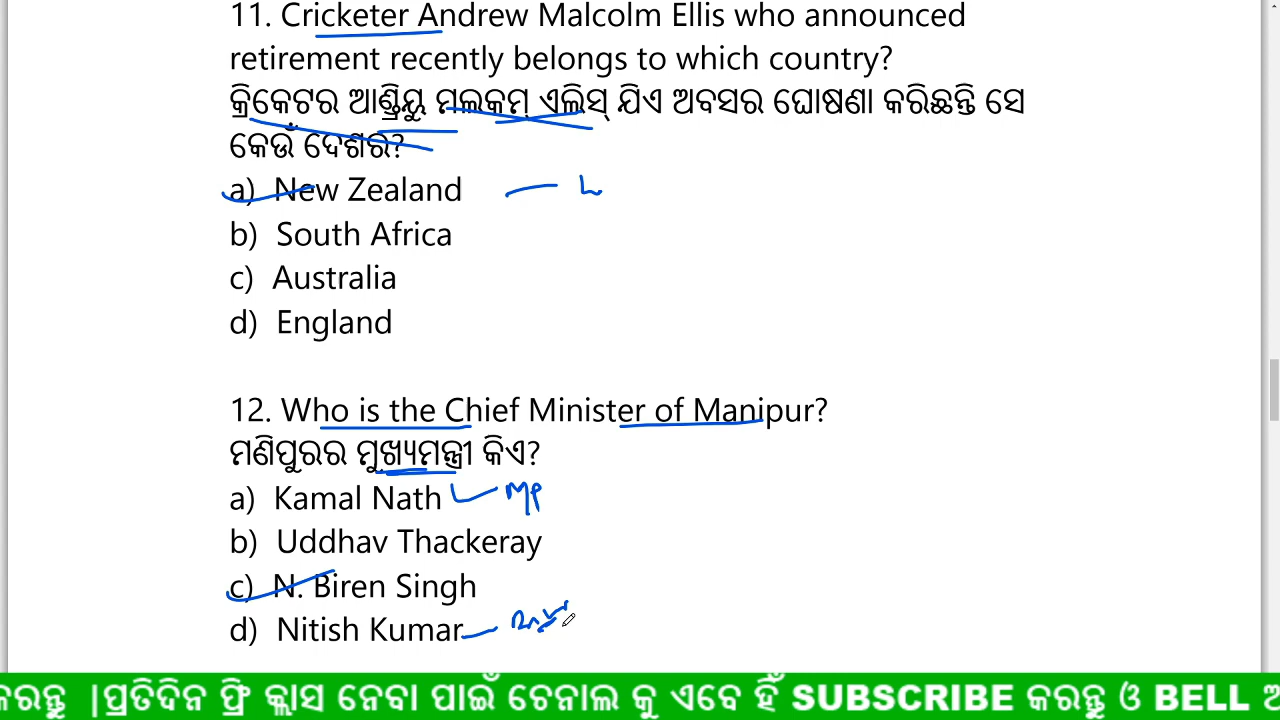 11. Cricketer Andrew Malcolm Ellis who announced
retirement recently belongs to which country?
କ୍ରିକେଟର ଆଣ୍ଡ୍ରିୟୁ ମଲକମ୍ ଏଲିସ୍ ଯିଏ ଅବସର ଘୋଷଣା କରିଛନ୍ତି ସେ
କେଉଁ ଦେଶର?
a) New Zealand
b) South Africa
c) Australia
d) England
12. Who is the Chief Minister of Manipur?
ମଣିପୁରର ମୁଖ୍ୟମନ୍ତ୍ରୀ କିଏ?
a) Kamal Nath MP
b) Uddhav Thackeray
c) N. Biren Singh
d) Nitish Kumar
କରନ୍ତୁ |ପ୍ରତିଦିନ ଫ୍ରି କ୍ଲାସ ନେବା ପାଇଁ ଚେନାଲ କୁ ଏବେ ହିଁ SUBSCRIBE କରନ୍ତୁ ଓ BELL